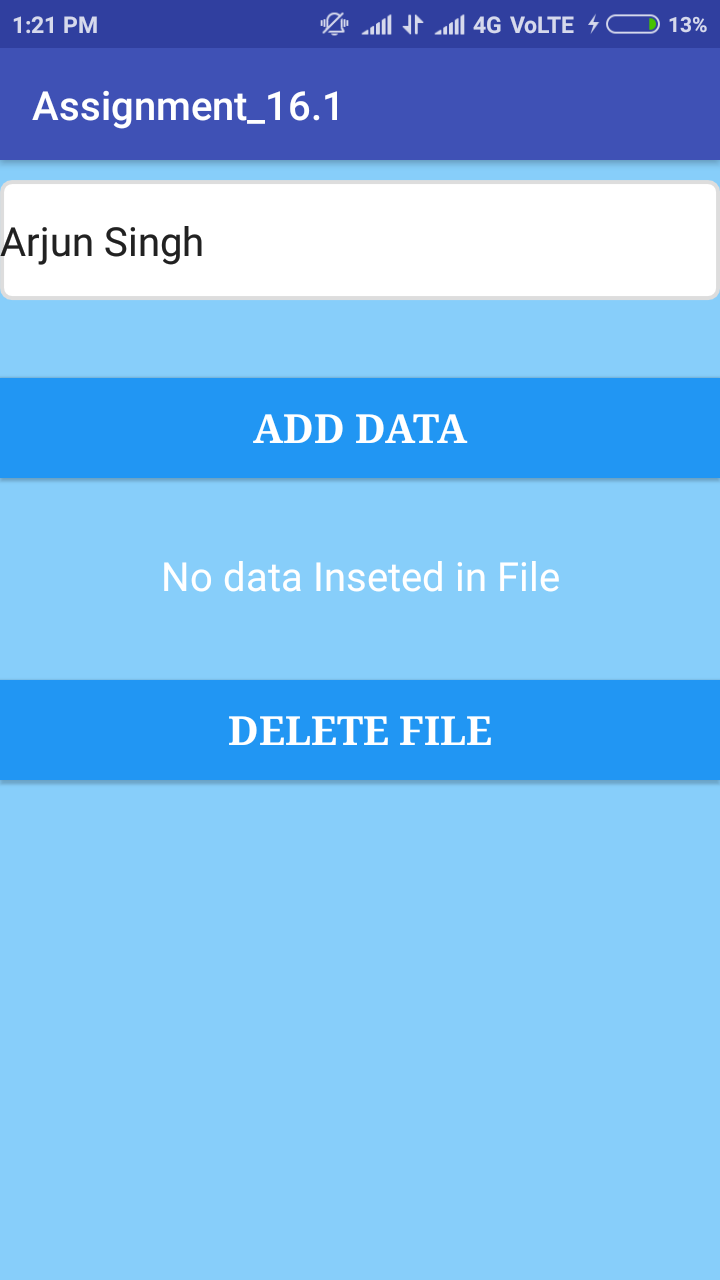 1:21 PM 4G VoLTE 13%
Assignment_16.1
Arjun Singh
ADD DATA
No data Inseted in File
DELETE FILE